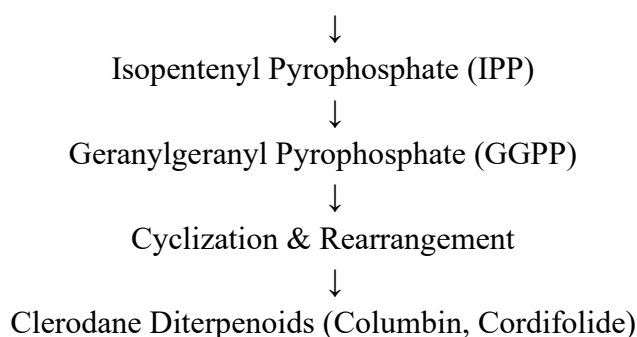 ↓
Isopentenyl Pyrophosphate (IPP)
↓
Geranylgeranyl Pyrophosphate (GGPP)
↓
Cyclization & Rearrangement
↓
Clerodane Diterpenoids (Columbin, Cordifolide)